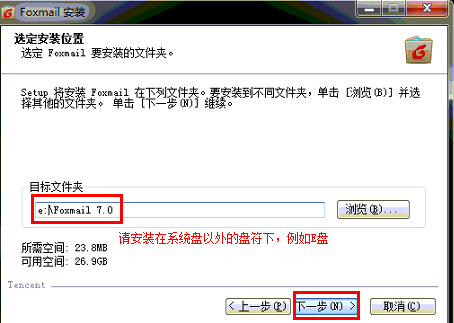 Foxmail 安装
选定安装位置
选定 Foxmail 要安装的文件夹。
Setup 将安装 Foxmail 在下列文件夹。要安装到不同文件夹，单击 [浏览(B)] 并选
择其他的文件夹。 单击 [下一步(N)] 继续。
目标文件夹
e:\Foxmail 7.0
浏览(B)...
请安装在系统盘以外的盘符下，例如E盘
所需空间: 23.8MB
可用空间: 26.9GB
Tencent
< 上一步(P) 下一步(N) > 取消(C)